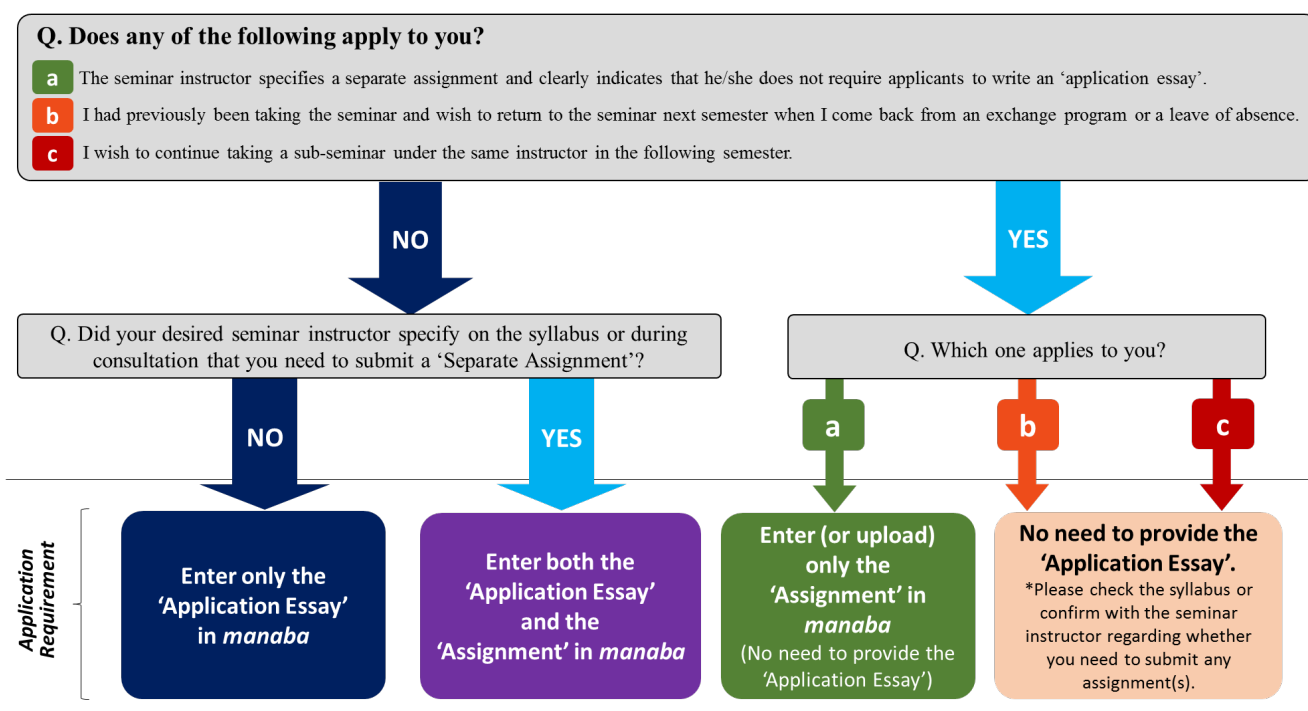 Q. Does any of the following apply to you?
a The seminar instructor specifies a separate assignment and clearly indicates that he/she does not require applicants to write an ‘application essay’.
b I had previously been taking the seminar and wish to return to the seminar next semester when I come back from an exchange program or a leave of absence.
c I wish to continue taking a sub-seminar under the same instructor in the following semester.
NO
YES
Q. Did your desired seminar instructor specify on the syllabus or during
consultation that you need to submit a ‘Separate Assignment’?
Q. Which one applies to you?
NO
YES
a
b
c
Application
Requirement
Enter only the
‘Application Essay’
in manaba
Enter both the
‘Application Essay’
and the
‘Assignment’ in manaba
Enter (or upload)
only the
‘Assignment’ in
manaba
(No need to provide the
‘Application Essay’)
No need to provide the
‘Application Essay’.
*Please check the syllabus or
confirm with the seminar
instructor regarding whether
you need to submit any
assignment(s).